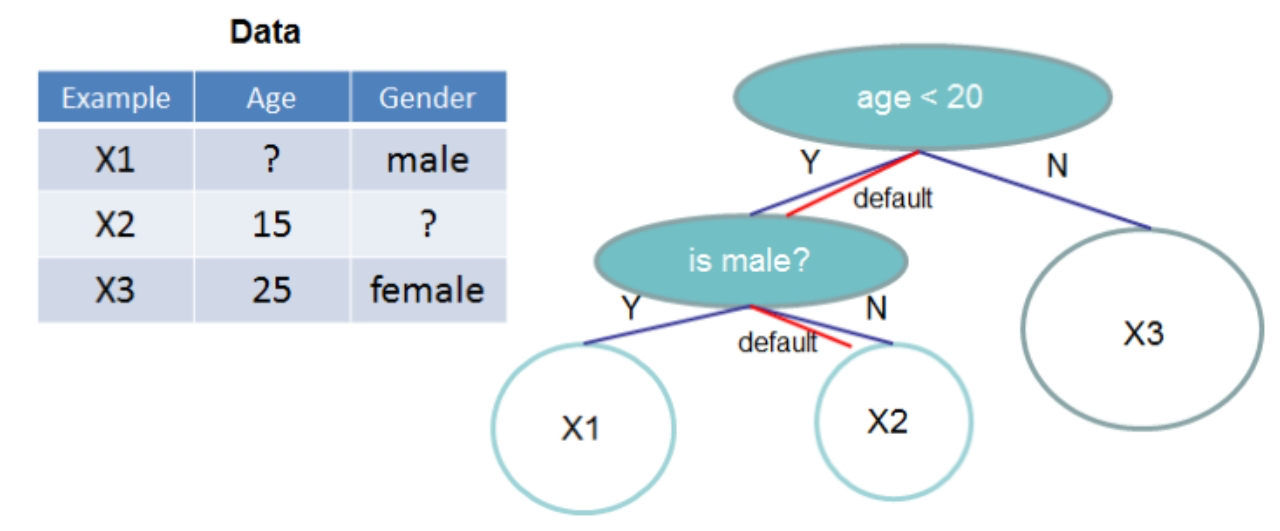 Data
Example Age Gender
X1 ? male
X2 15 ?
X3 25 female
age < 20
Y
N
default
is male?
Y
N
default
X1
X2
X3